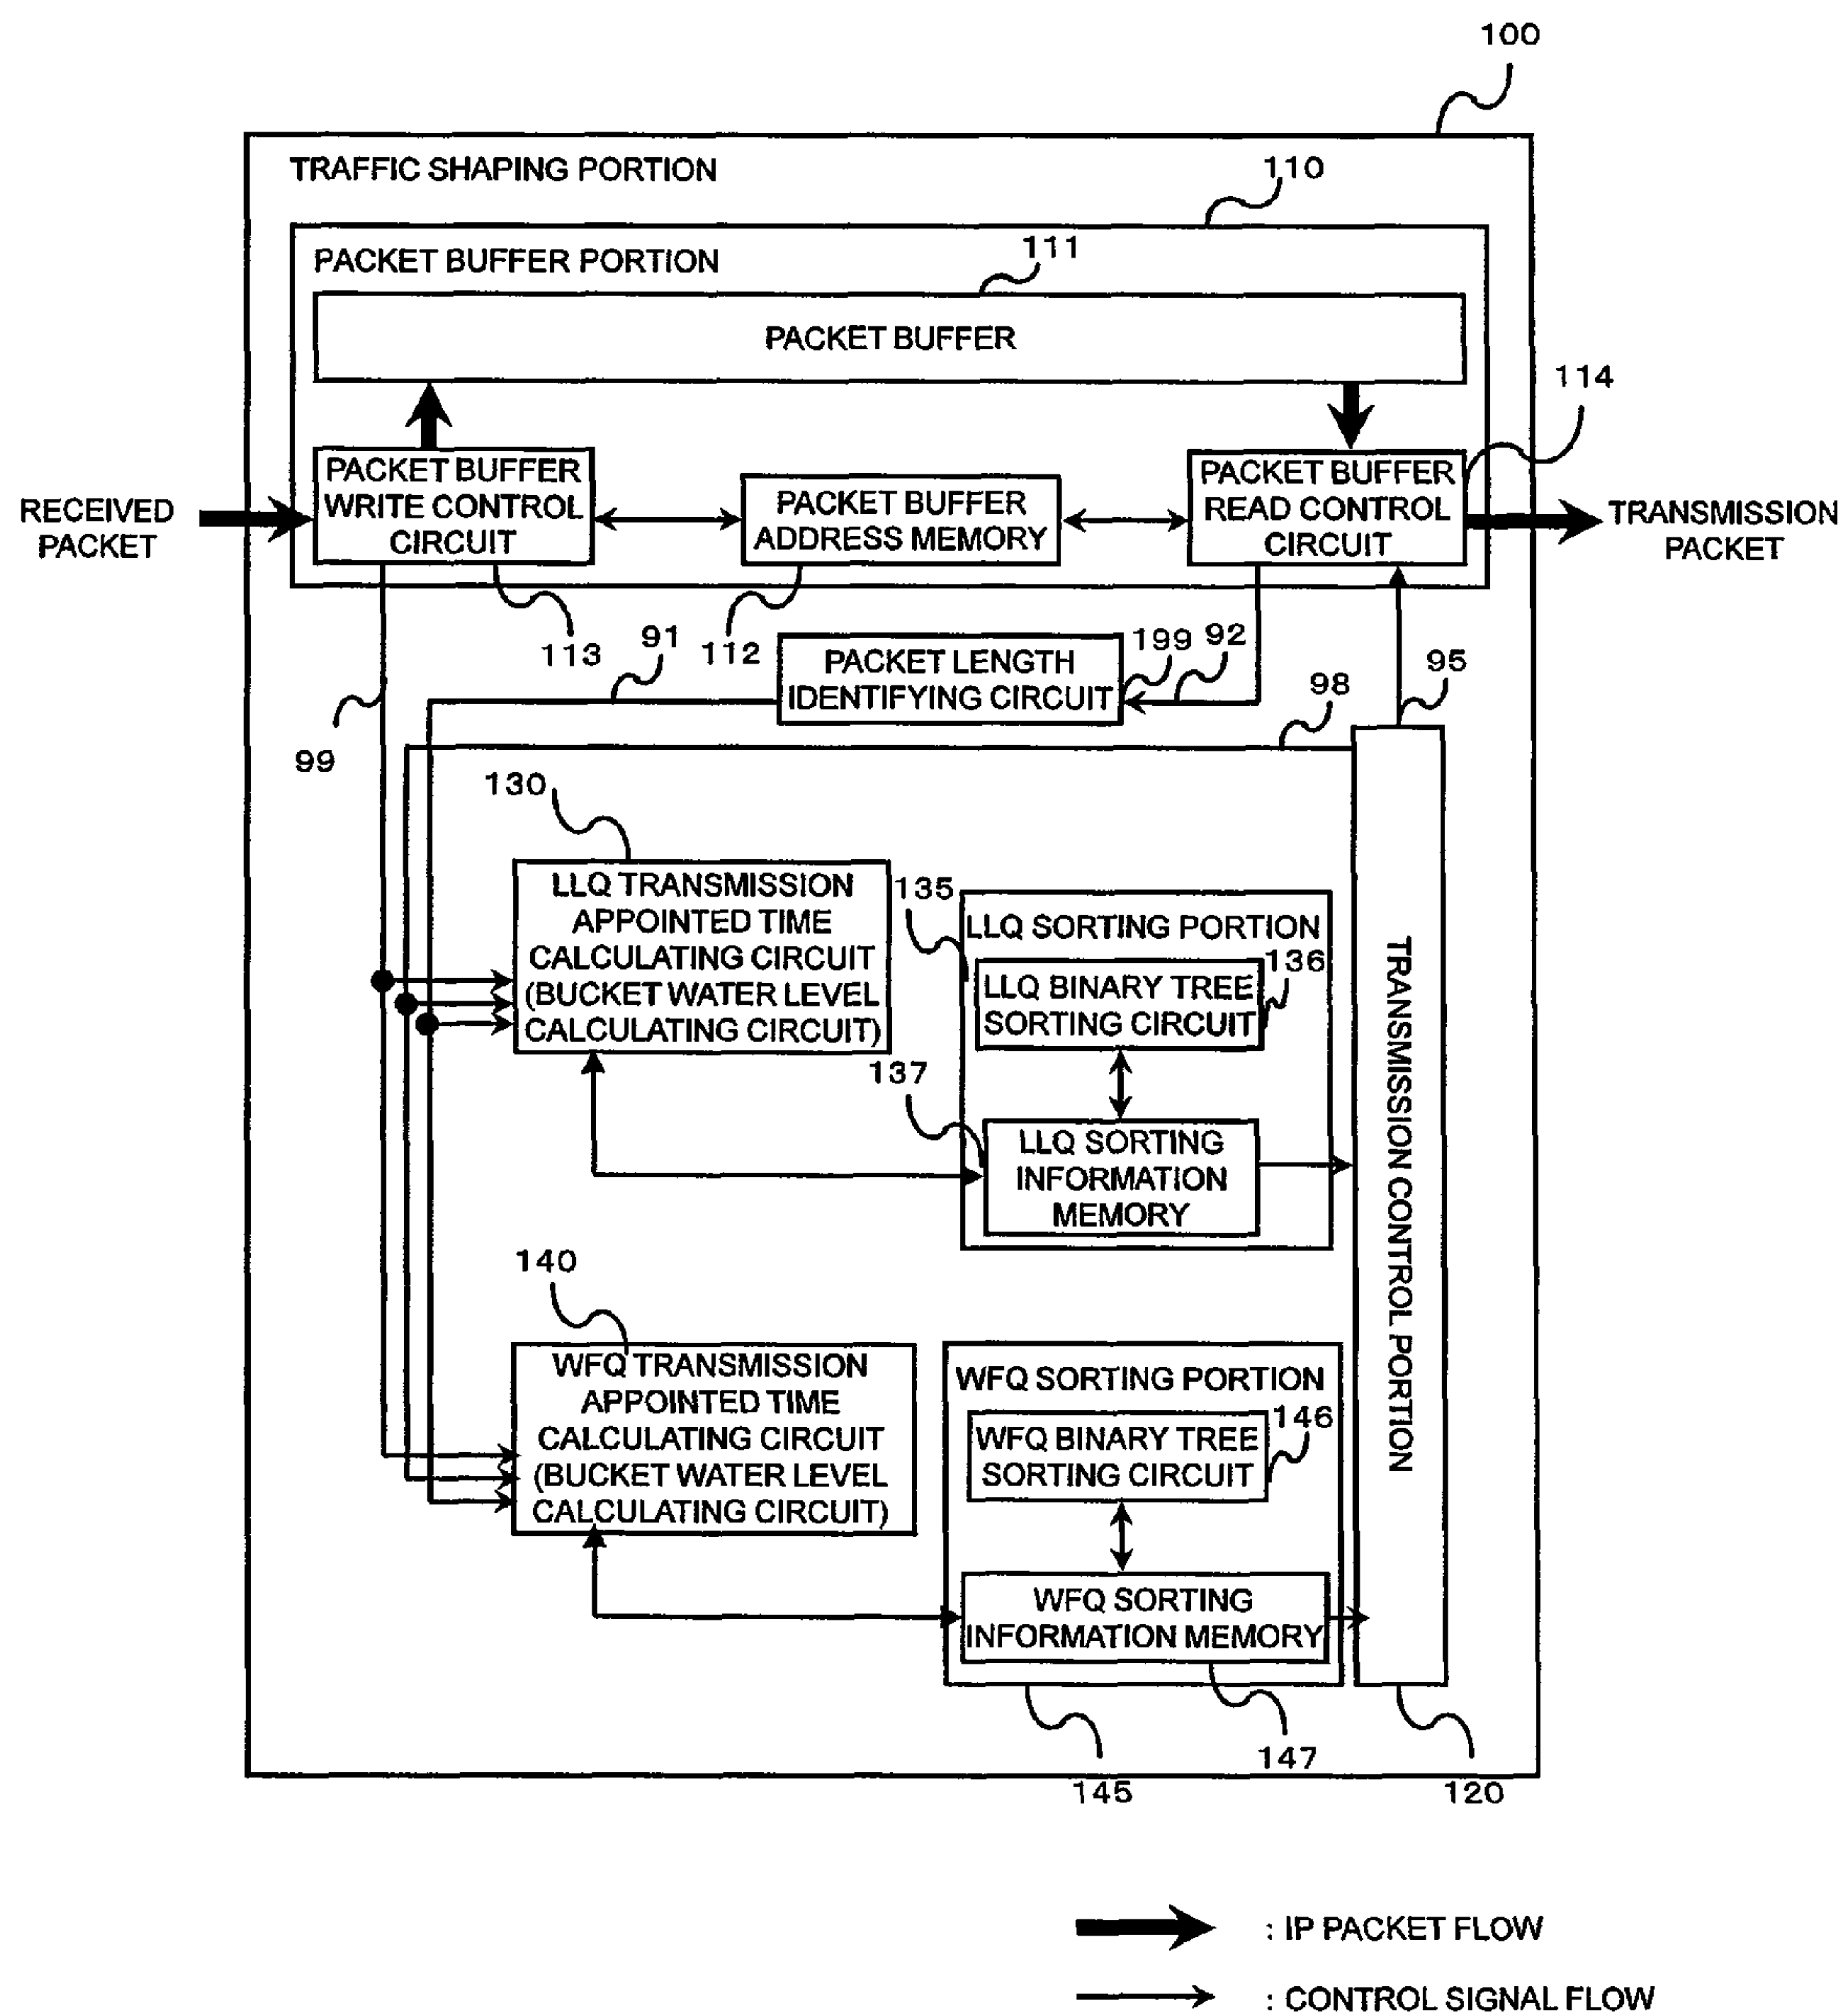 100
TRAFFIC SHAPING PORTION
110
PACKET BUFFER PORTION
111
PACKET BUFFER
114
RECEIVED
PACKET
PACKET BUFFER
WRITE CONTROL
CIRCUIT
PACKET BUFFER
ADDRESS MEMORY
PACKET BUFFER
READ CONTROL
CIRCUIT
TRANSMISSION
PACKET
113
91
112
PACKET LENGTH
IDENTIFYING CIRCUIT
199
92
95
98
99
130
LLQ TRANSMISSION
APPOINTED TIME
CALCULATING CIRCUIT
(BUCKET WATER LEVEL
CALCULATING CIRCUIT)
135
LLQ SORTING PORTION
136
LLQ BINARY TREE
SORTING CIRCUIT
137
LLQ SORTING
INFORMATION
MEMORY
TRANSMISSION CONTROL PORTION
140
WFQ TRANSMISSION
APPOINTED TIME
CALCULATING CIRCUIT
(BUCKET WATER LEVEL
CALCULATING CIRCUIT)
WFQ SORTING PORTION
146
WFQ BINARY TREE
SORTING CIRCUIT
WFQ SORTING
INFORMATION MEMORY
147
145
120
: IP PACKET FLOW
: CONTROL SIGNAL FLOW